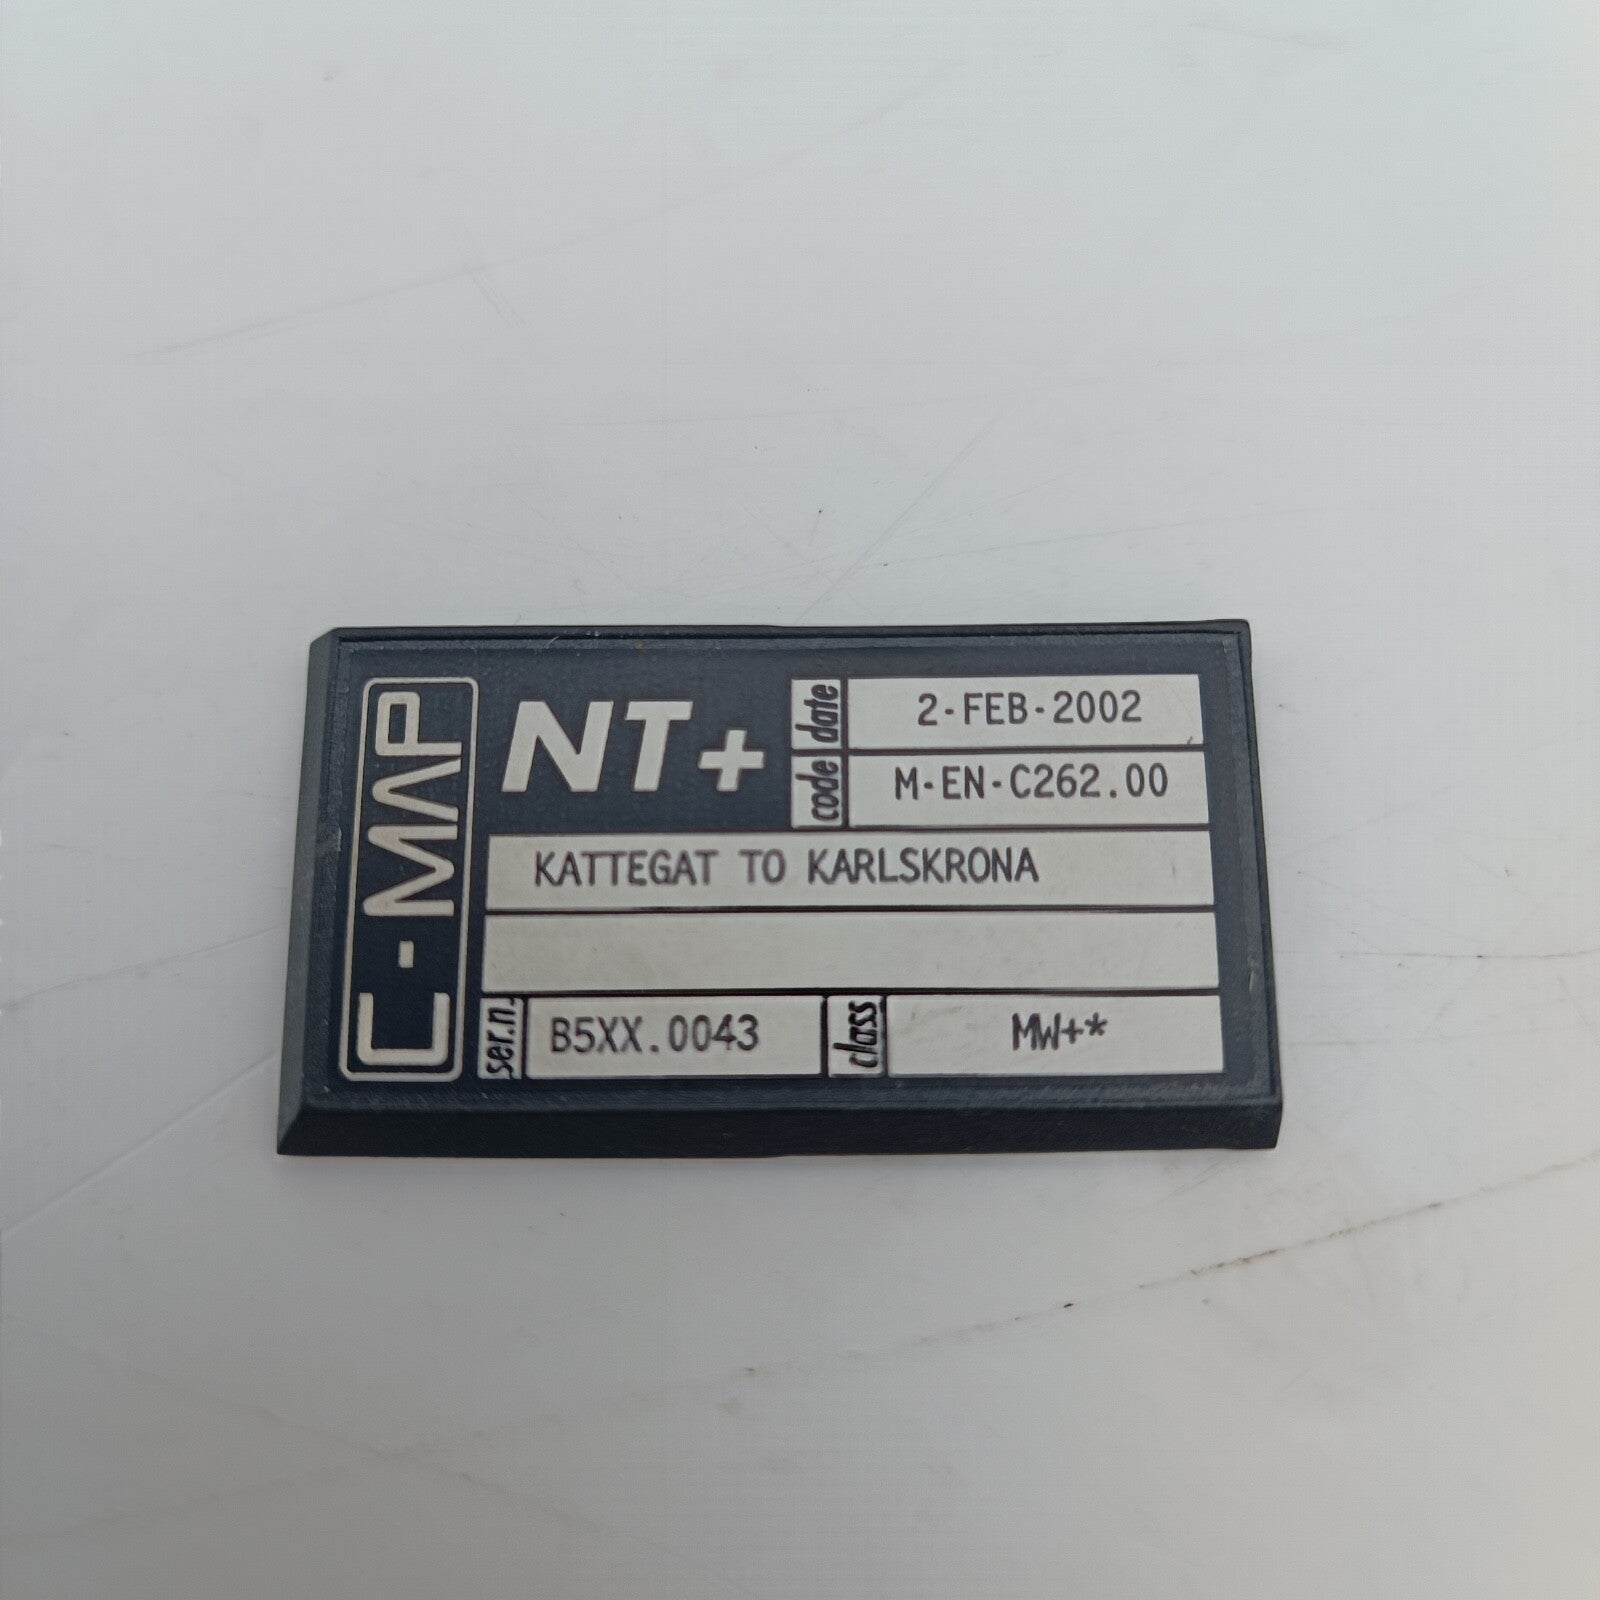 C-MAP
NT+
date 2-FEB-2002
code M-EN-C262.00
KATTEGAT TO KARLSKRONA
ser.n. B5XX.0043 class MW+*